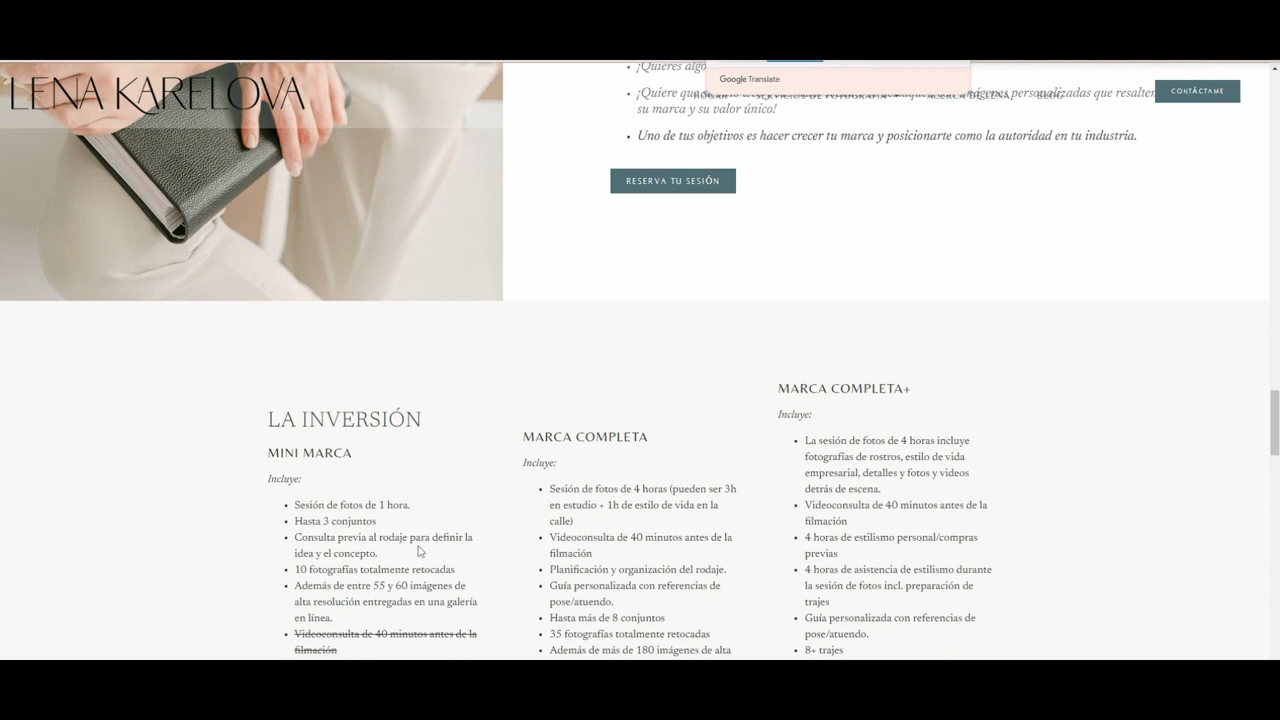 LENA KARELOVA
¡Quieres algo
Google Translate
¡Quiere que
imágenes personalizadas que resalten
HOGAR SERVICIOS DE FOTOGRAFÍA ACERCA DE LENA BLOG
CONTÁCTAME
su marca y su valor único!
Uno de tus objetivos es hacer crecer tu marca y posicionarte como la autoridad en tu industria.
RESERVA TU SESIÓN
LA INVERSIÓN
MINI MARCA
Incluye:
• Sesión de fotos de 1 hora.
• Hasta 3 conjuntos
• Consulta previa al rodaje para definir la
idea y el concepto.
• 10 fotografías totalmente retocadas
• Además de entre 55 y 60 imágenes de
alta resolución entregadas en una galería
en línea.
• Videoconsulta de 40 minutos antes de la
filmación
MARCA COMPLETA
Incluye:
• Sesión de fotos de 4 horas (pueden ser 3h
en estudio + 1h de estilo de vida en la
calle)
• Videoconsulta de 40 minutos antes de la
filmación
• Planificación y organización del rodaje.
• Guía personalizada con referencias de
pose/atuendo.
• Hasta más de 8 conjuntos
• 35 fotografías totalmente retocadas
• Además de más de 180 imágenes de alta
MARCA COMPLETA+
Incluye:
• La sesión de fotos de 4 horas incluye
fotografías de rostros, estilo de vida
empresarial, detalles y fotos y videos
detrás de escena.
• Videoconsulta de 40 minutos antes de la
filmación
• 4 horas de estilismo personal/compras
previas
• 4 horas de asistencia de estilismo durante
la sesión de fotos incl. preparación de
trajes
• Guía personalizada con referencias de
pose/atuendo.
• 8+ trajes